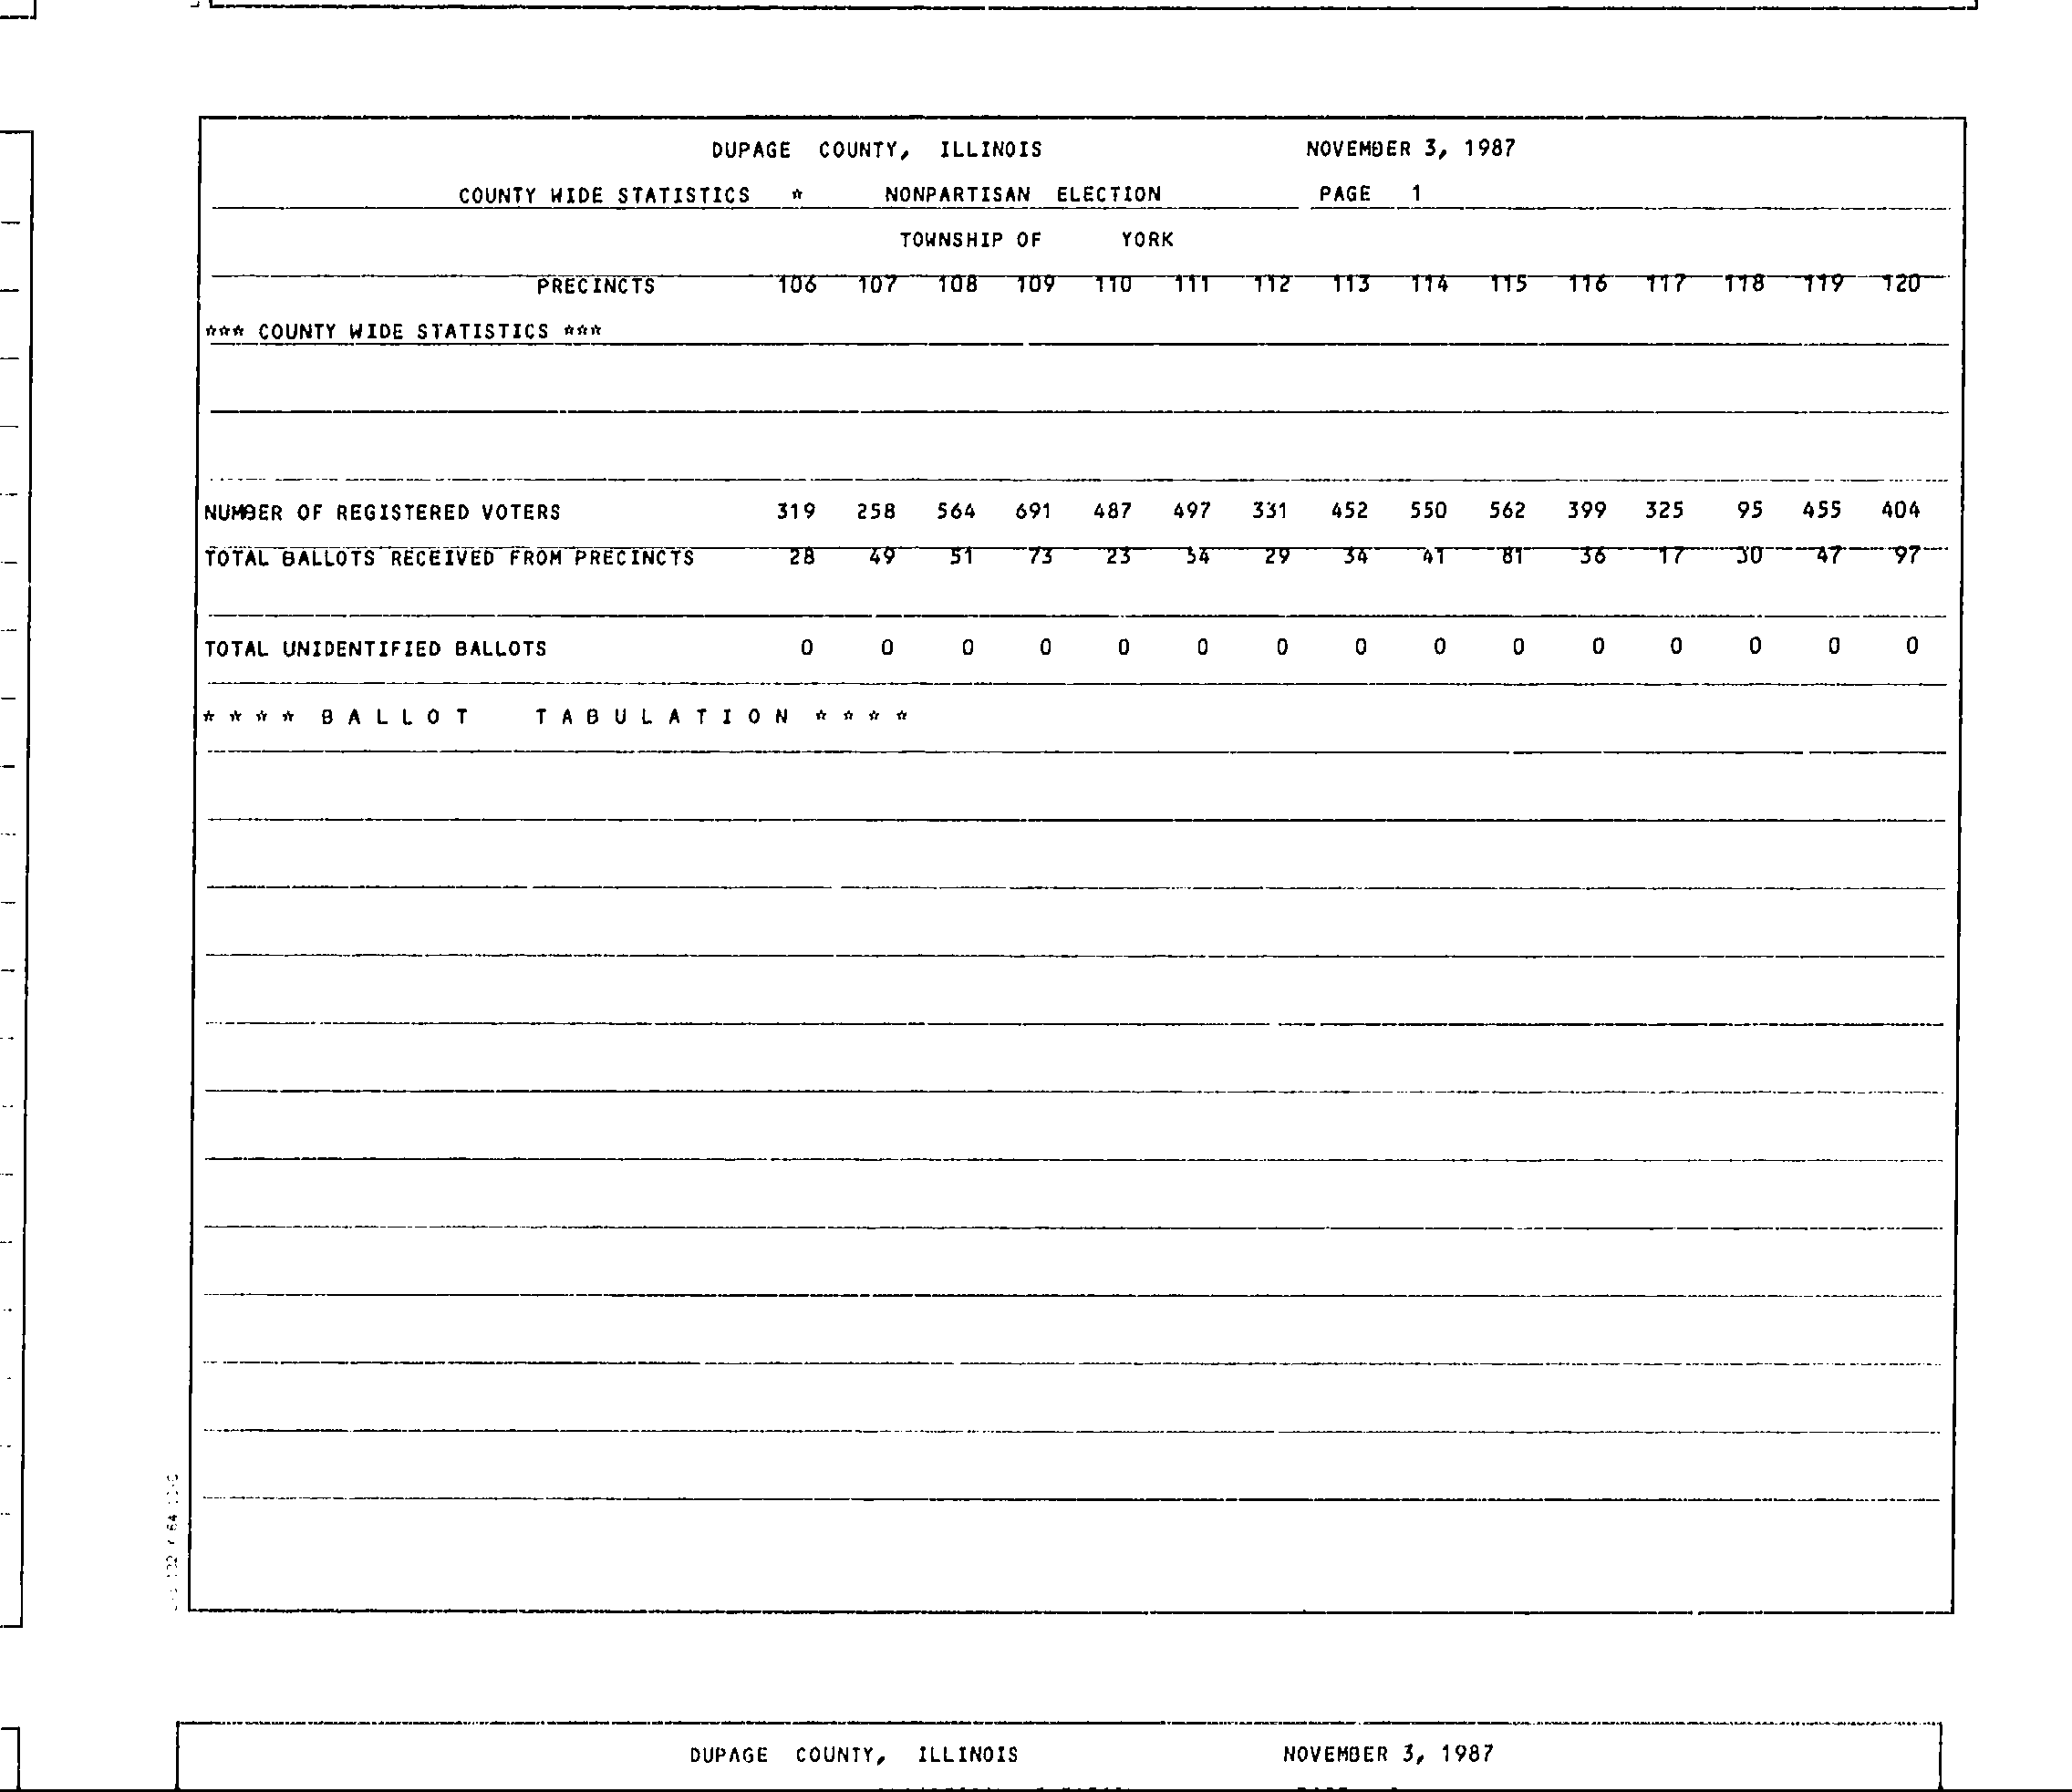 DUPAGE COUNTY, ILLINOIS NOVEMBER 3, 1987
COUNTY WIDE STATISTICS * NONPARTISAN ELECTION PAGE 1
TOWNSHIP OF YORK
PRECINCTS 106 107 108 109 110 111 112 113 114 115 116 117 118 119 120
*** COUNTY WIDE STATISTICS ***
NUMBER OF REGISTERED VOTERS 319 258 564 691 487 497 331 452 550 562 399 325 95 455 404
TOTAL BALLOTS RECEIVED FROM PRECINCTS 28 49 51 73 23 54 29 34 41 81 36 17 30 47 97
TOTAL UNIDENTIFIED BALLOTS 0 0 0 0 0 0 0 0 0 0 0 0 0 0 0
* * * * B A L L O T T A B U L A T I O N * * * *
DUPAGE COUNTY, ILLINOIS NOVEMBER 3, 1987